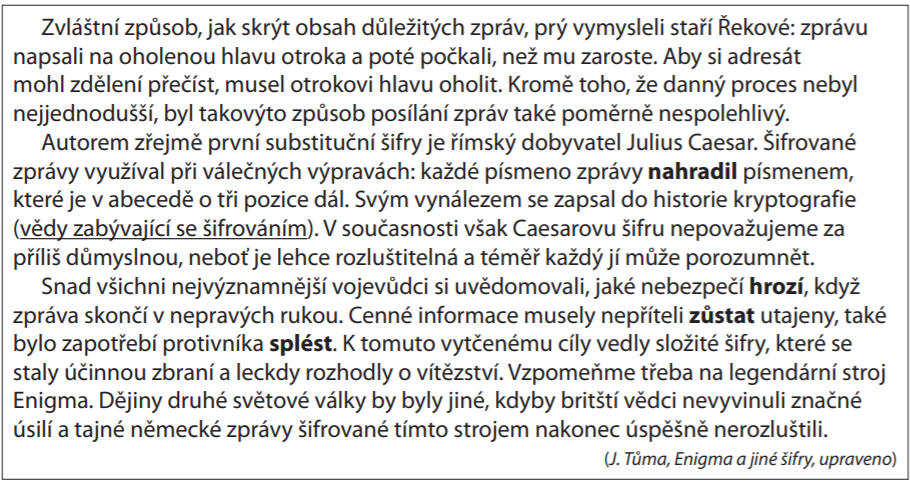 Zvláštní způsob, jak skrýt obsah důležitých zpráv, prý vymysleli staří Řekové: zprávu
napsali na oholenou hlavu otroka a poté počkali, než mu zaroste. Aby si adresát
mohl zdělení přečíst, musel otrokovi hlavu oholit. Kromě toho, že danný proces nebyl
nejjednodušší, byl takovýto způsob posílání zpráv také poměrně nespolehlivý.
Autorem zřejmě první substituční šifry je římský dobyvatel Julius Caesar. Šifrované
zprávy využíval při válečných výpravách: každé písmeno zprávy nahradil písmenem,
které je v abecedě o tři pozice dál. Svým vynálezem se zapsal do historie kryptografie
(vědy zabývající se šifrováním). V současnosti však Caesarovu šifru nepovažujeme za
příliš důmyslnou, neboť je lehce rozluštitelná a téměř každý jí může porozumnět.
Snad všichni nejvýznamnější vojevůdci si uvědomovali, jaké nebezpečí hrozí, když
zpráva skončí v nepravých rukou. Cenné informace musely nepříteli zůstat utajeny, také
bylo zapotřebí protivníka splést. K tomuto vytčenému cíly vedly složité šifry, které se
staly účinnou zbraní a leckdy rozhodly o vítězství. Vzpomeňme třeba na legendární stroj
Enigma. Dějiny druhé světové války by byly jiné, kdyby britští vědci nevyvinuli značné
úsilí a tajné německé zprávy šifrované tímto strojem nakonec úspěšně nerozluštili.
(J. Tůma, Enigma a jiné šifry, upraveno)